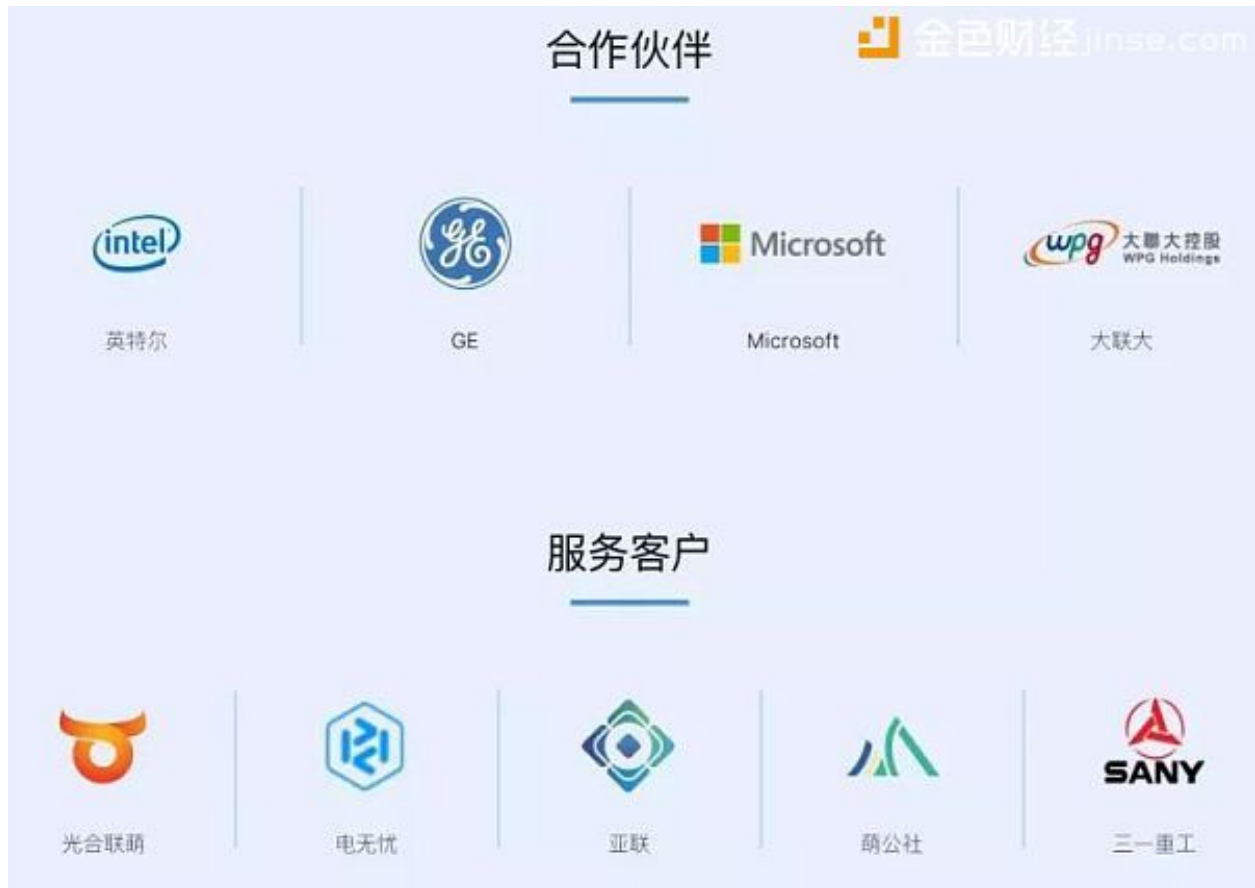 合作伙伴
金色财经 jinse.com
intel
GE
Microsoft
wpg 大聯大控股
WPG Holdings
英特尔
GE
Microsoft
大联大
服务客户
SANY
光合联萌
电无忧
亚联
萌公社
三一重工